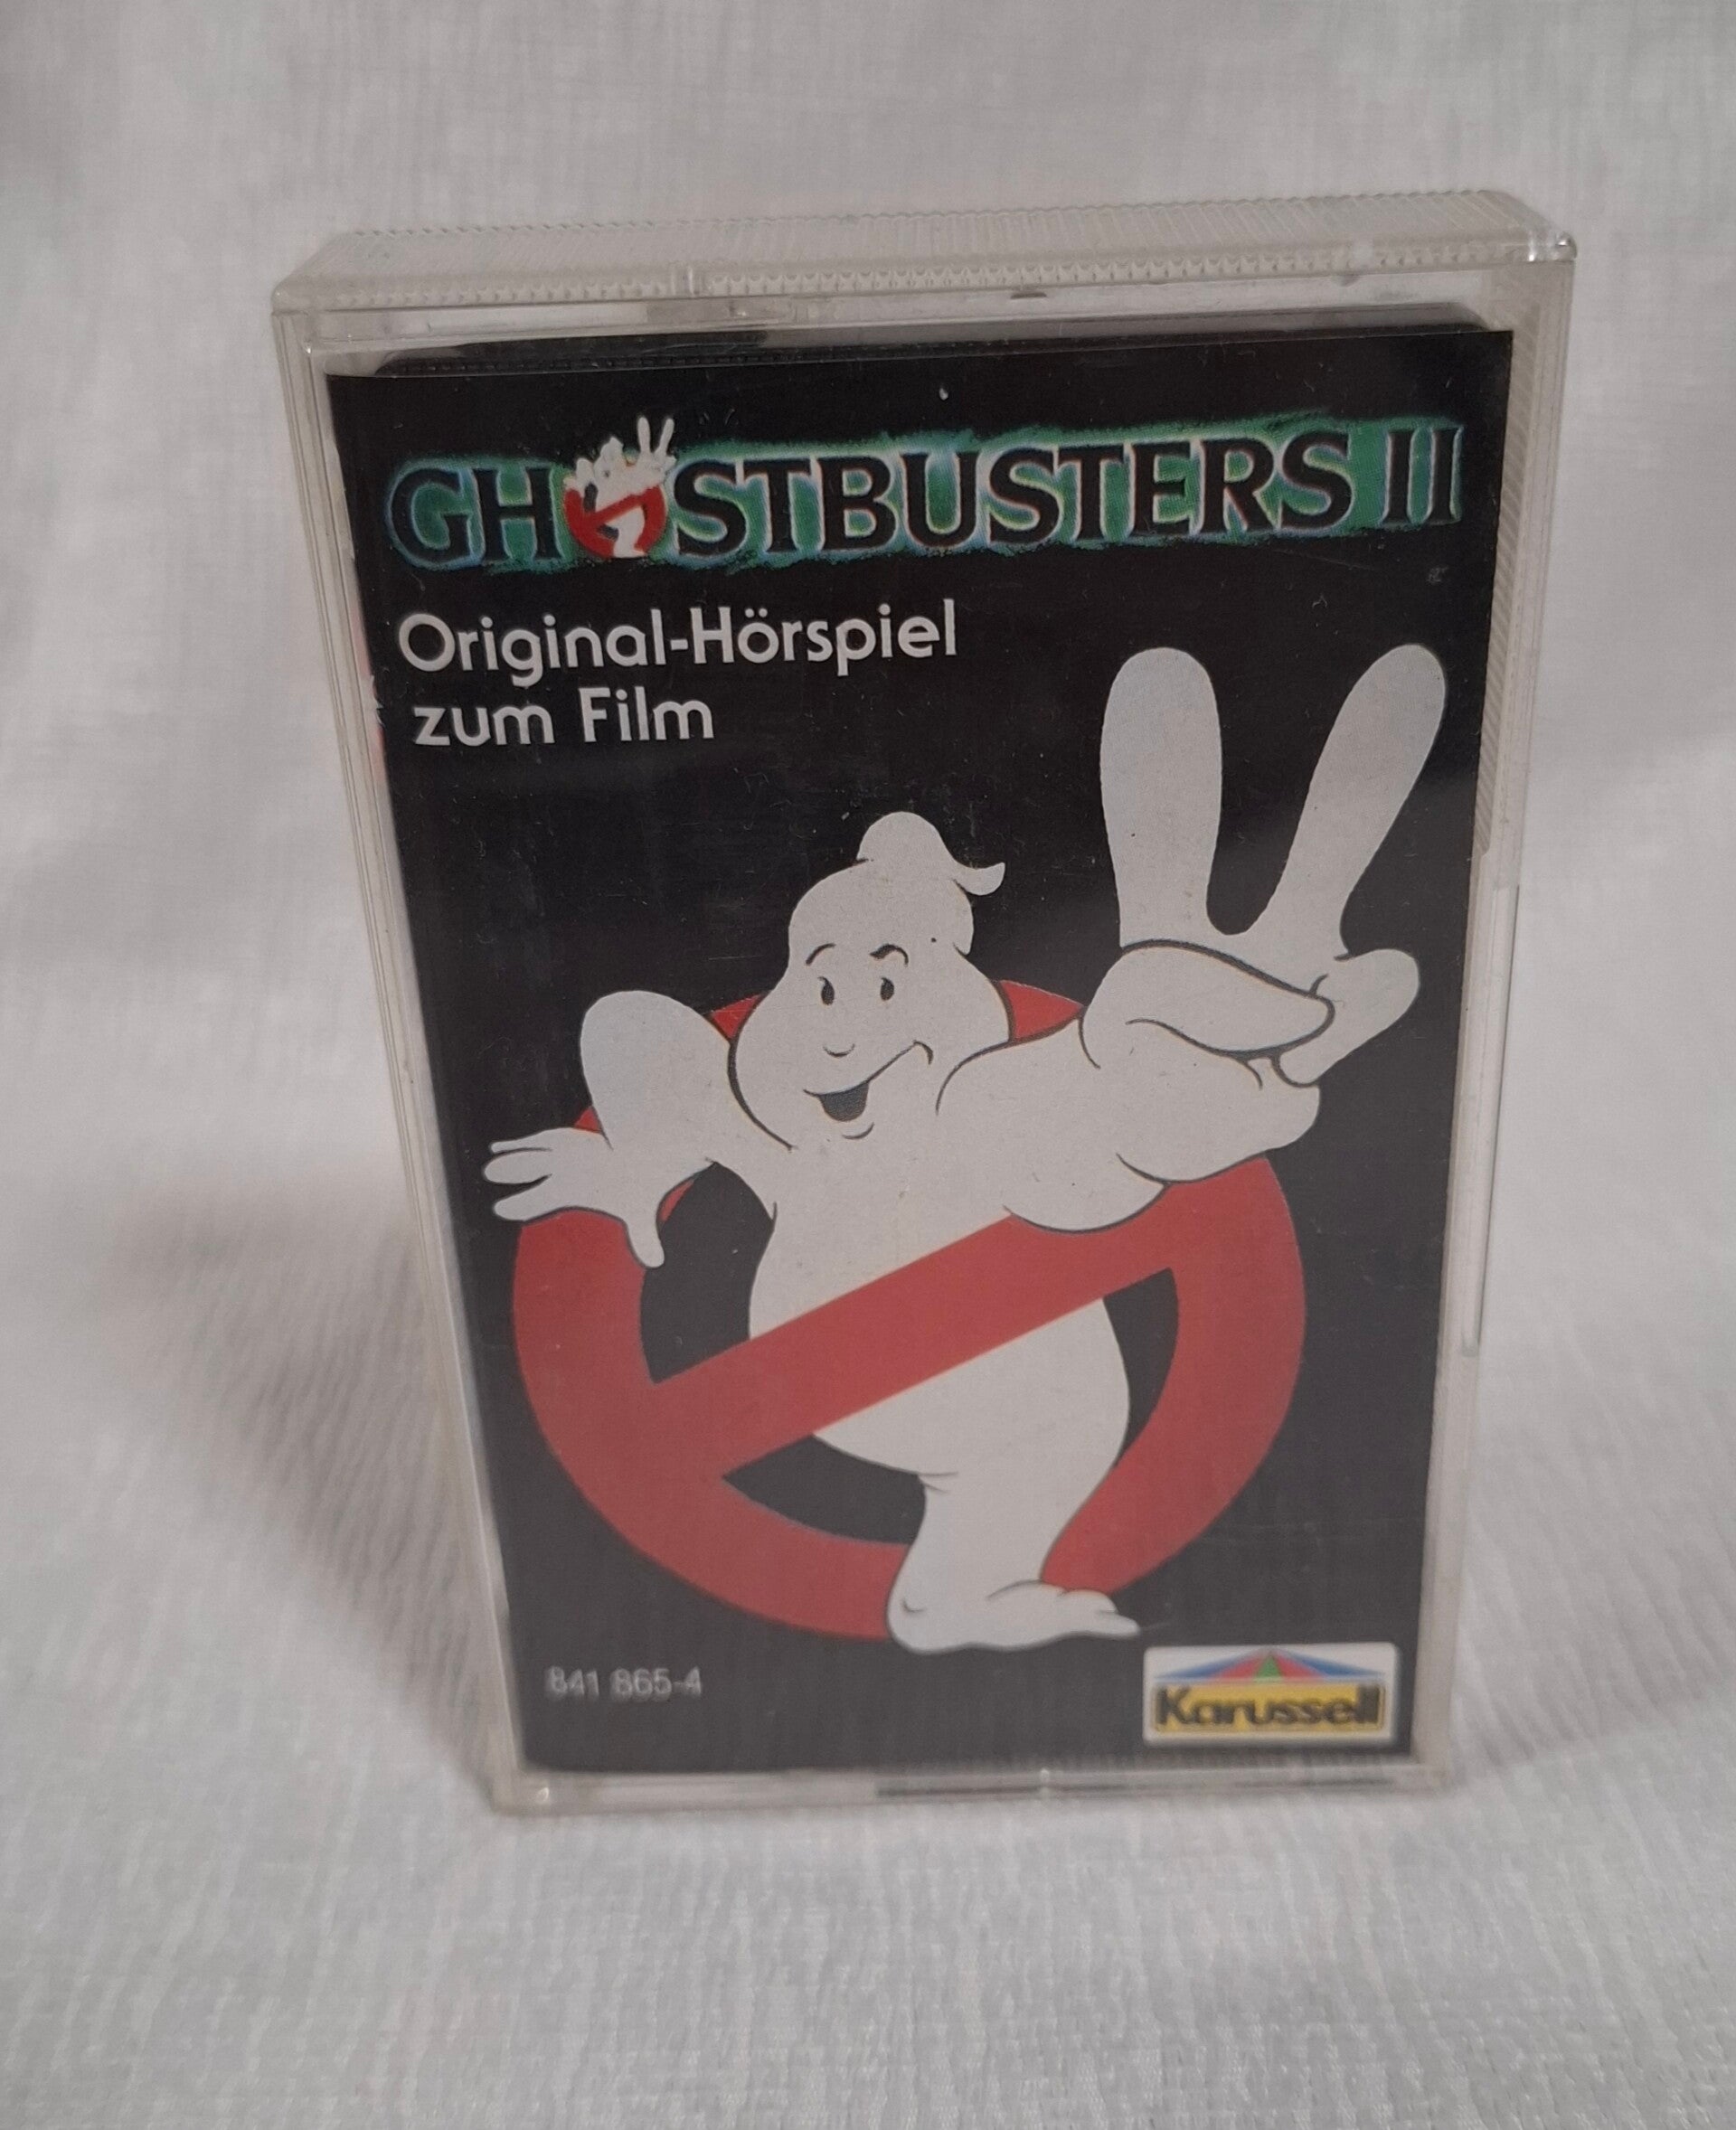 GHOSTBUSTERS II
Original-Hörspiel
zum Film
841 865-4
Karussell